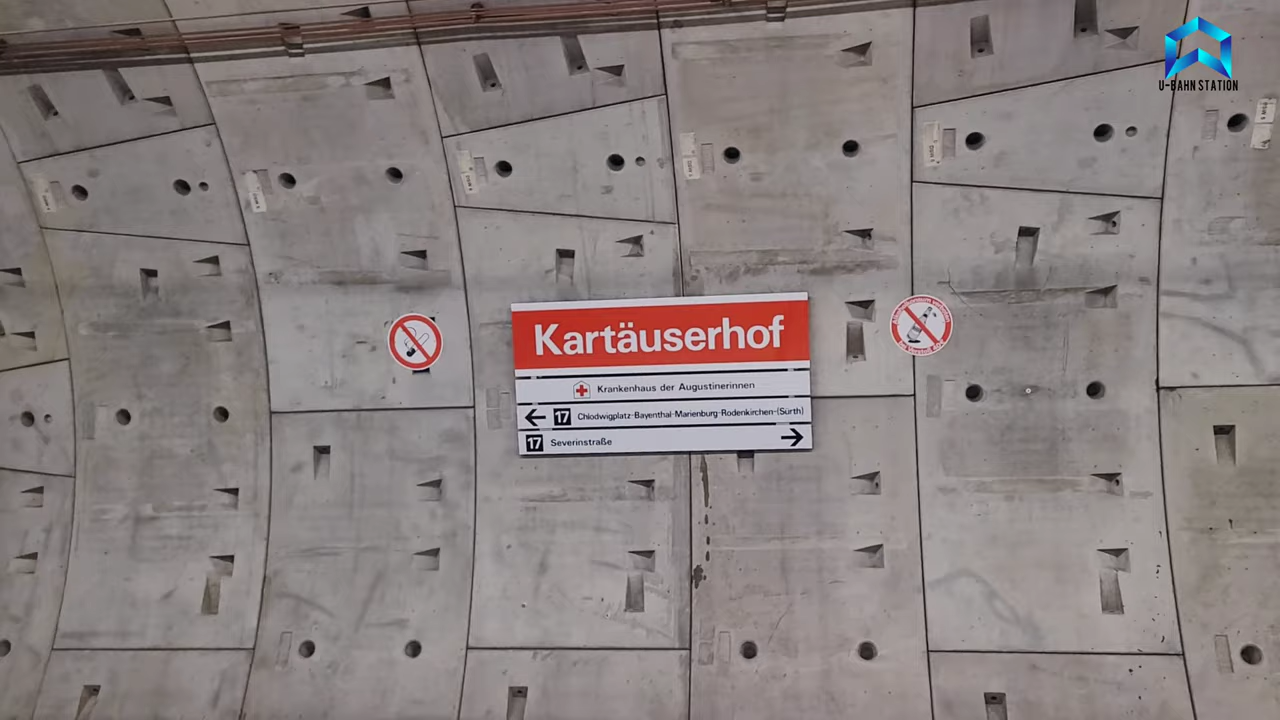 U-BAHN STATION
Kartäuserhof
Krankenhaus der Augustinerinnen
17 Chlodwigplatz-Bayenthal-Marienburg-Rodenkirchen-(Sürth)
17 Severinstraße